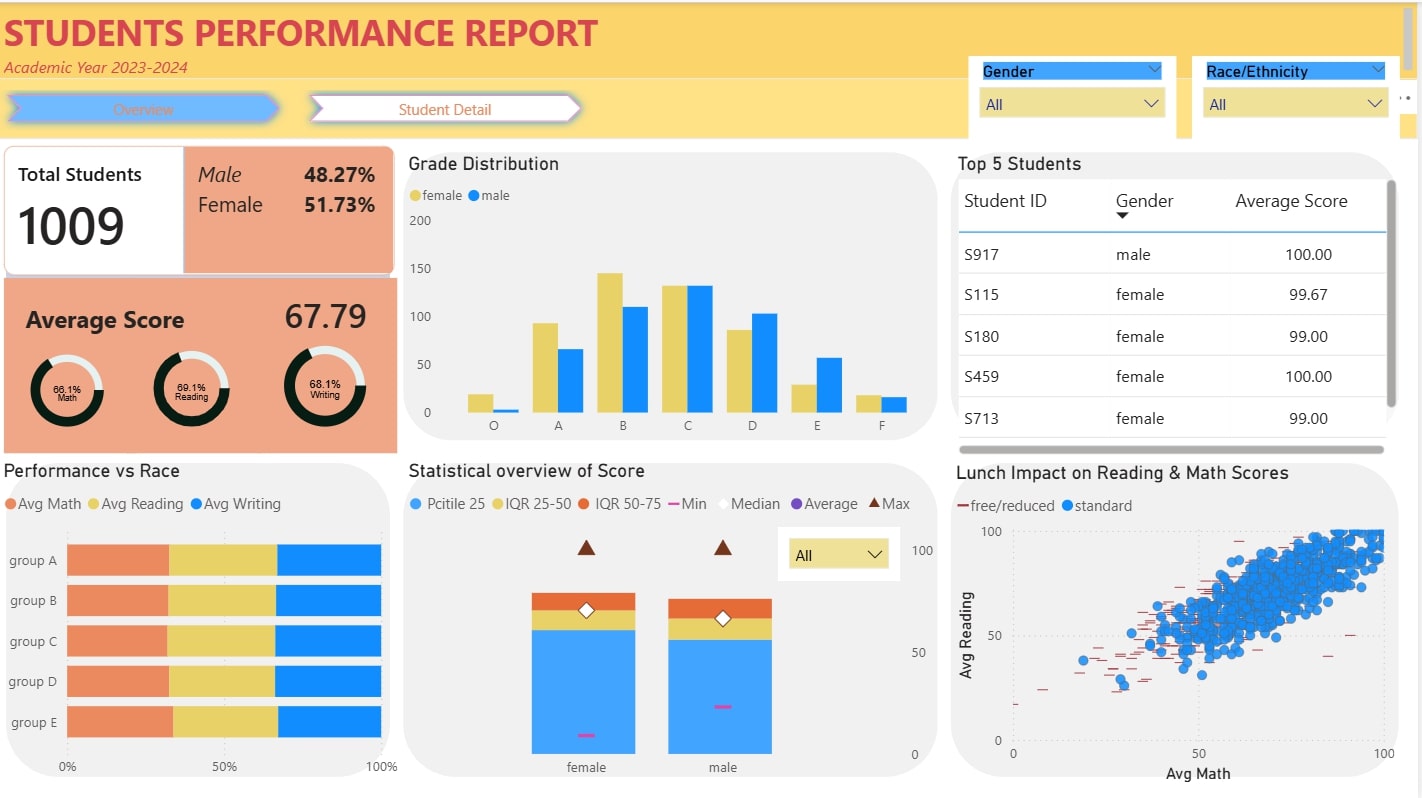 STUDENTS PERFORMANCE REPORT
Academic Year 2023-2024
Overview
Student Detail
Gender
All
Race/Ethnicity
All
Total Students
1009
Male 48.27%
Female 51.73%
Average Score 67.79
66.1%
Math
69.1%
Reading
68.1%
Writing
Grade Distribution
female male
200
150
100
50
0
O A B C D E F
Top 5 Students
Student ID Gender Average Score
S917 male 100.00
S115 female 99.67
S180 female 99.00
S459 female 100.00
S713 female 99.00
Performance vs Race
Avg Math Avg Reading Avg Writing
group A
group B
group C
group D
group E
0% 50% 100%
Statistical overview of Score
Pcitile 25 IQR 25-50 IQR 50-75 Min Median Average Max
All
100
50
0
female male
Lunch Impact on Reading & Math Scores
free/reduced standard
Avg Reading
100
50
0
0 50 100
Avg Math